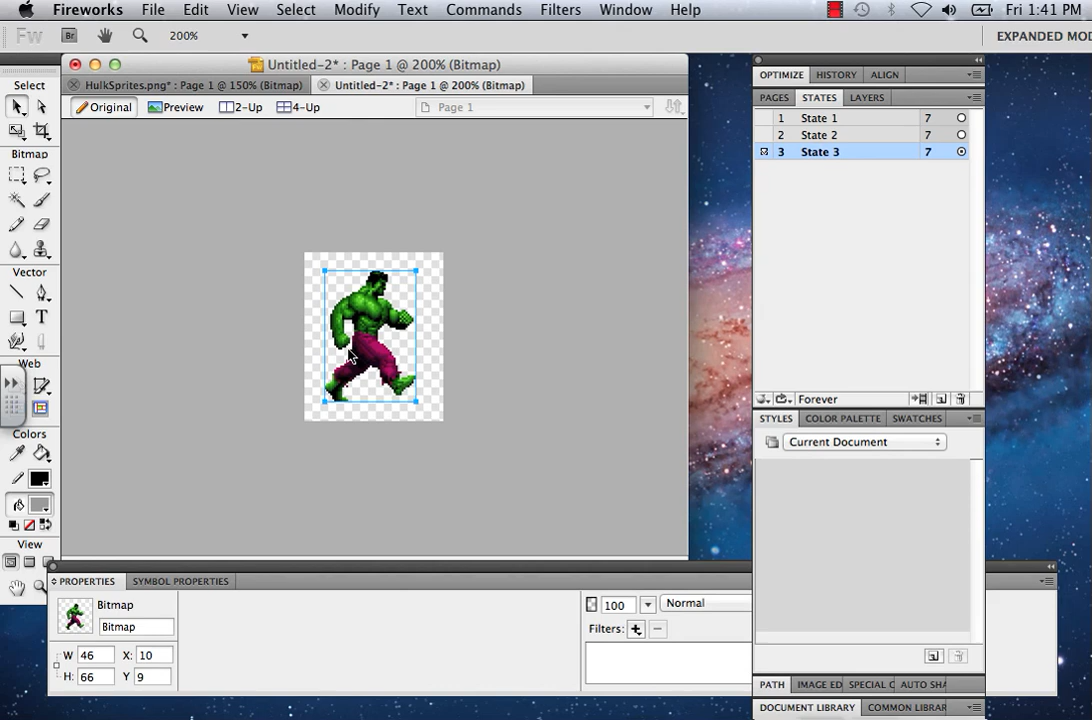 Fireworks File Edit View Select Modify Text Commands Filters Window Help Fri 1:41 PM
Fw Br 200% EXPANDED MO
Untitled-2* : Page 1 @ 200% (Bitmap)
HulkSprites.png* : Page 1 @ 150% (Bitmap) Untitled-2* : Page 1 @ 200% (Bitmap)
Original Preview 2-Up 4-Up Page 1
Select
Bitmap
Vector
T
Web
Colors
View
OPTIMIZE HISTORY ALIGN
PAGES STATES LAYERS
1 State 1 7
2 State 2 7
3 State 3 7
Forever
STYLES COLOR PALETTE SWATCHES
Current Document
PROPERTIES SYMBOL PROPERTIES
Bitmap
Bitmap
W 46 X: 10
H: 66 Y 9
100 Normal
Filters:
PATH IMAGE ED SPECIAL C AUTO SHA
DOCUMENT LIBRARY COMMON LIBRAR